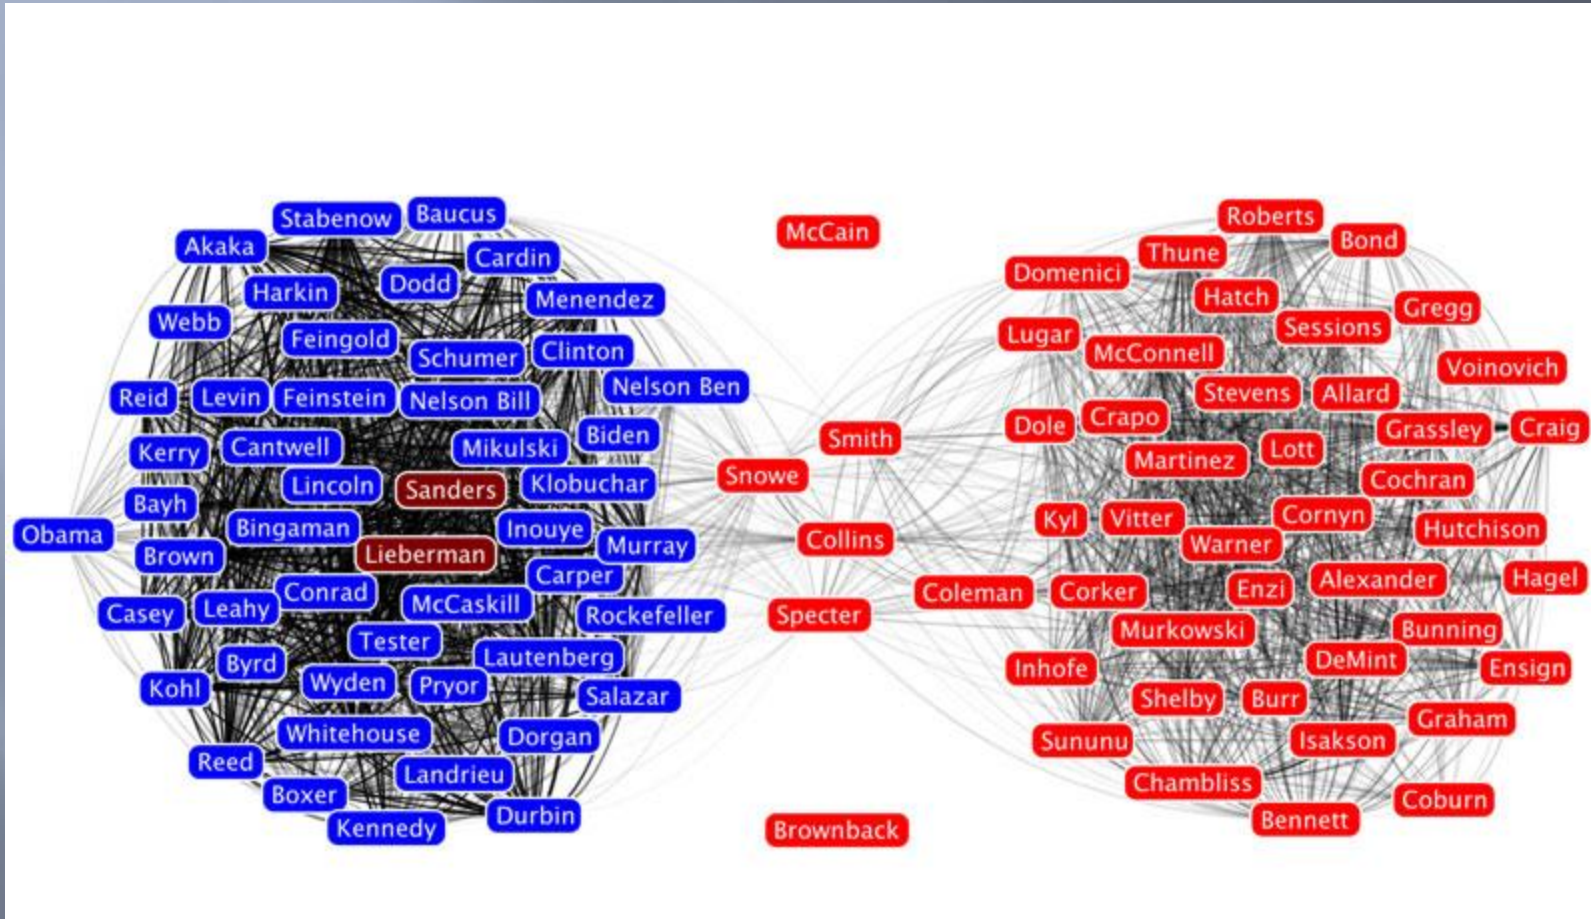 Stabenow
Baucus
Akaka
Cardin
McCain
Roberts
Bond
Thune
Domenici
Harkin
Dodd
Menendez
Hatch
Gregg
Webb
Feingold
Schumer
Clinton
Lugar
McConnell
Sessions
Voinovich
Reid
Levin
Feinstein
Nelson Bill
Nelson Ben
Stevens
Allard
Kerry
Cantwell
Mikulski
Biden
Smith
Dole
Crapo
Martinez
Lott
Grassley
Craig
Bayh
Lincoln
Sanders
Klobuchar
Snowe
Cochran
Obama
Bingaman
Inouye
Murray
Collins
Kyl
Vitter
Cornyn
Warner
Hutchison
Brown
Lieberman
Carper
Casey
Leahy
Conrad
McCaskill
Rockefeller
Specter
Coleman
Corker
Enzi
Alexander
Hagel
Byrd
Tester
Lautenberg
Murkowski
Bunning
Kohl
Wyden
Pryor
Salazar
Inhofe
DeMint
Ensign
Shelby
Burr
Whitehouse
Dorgan
Sununu
Isakson
Graham
Reed
Landrieu
Chambliss
Boxer
Kennedy
Durbin
Brownback
Bennett
Coburn